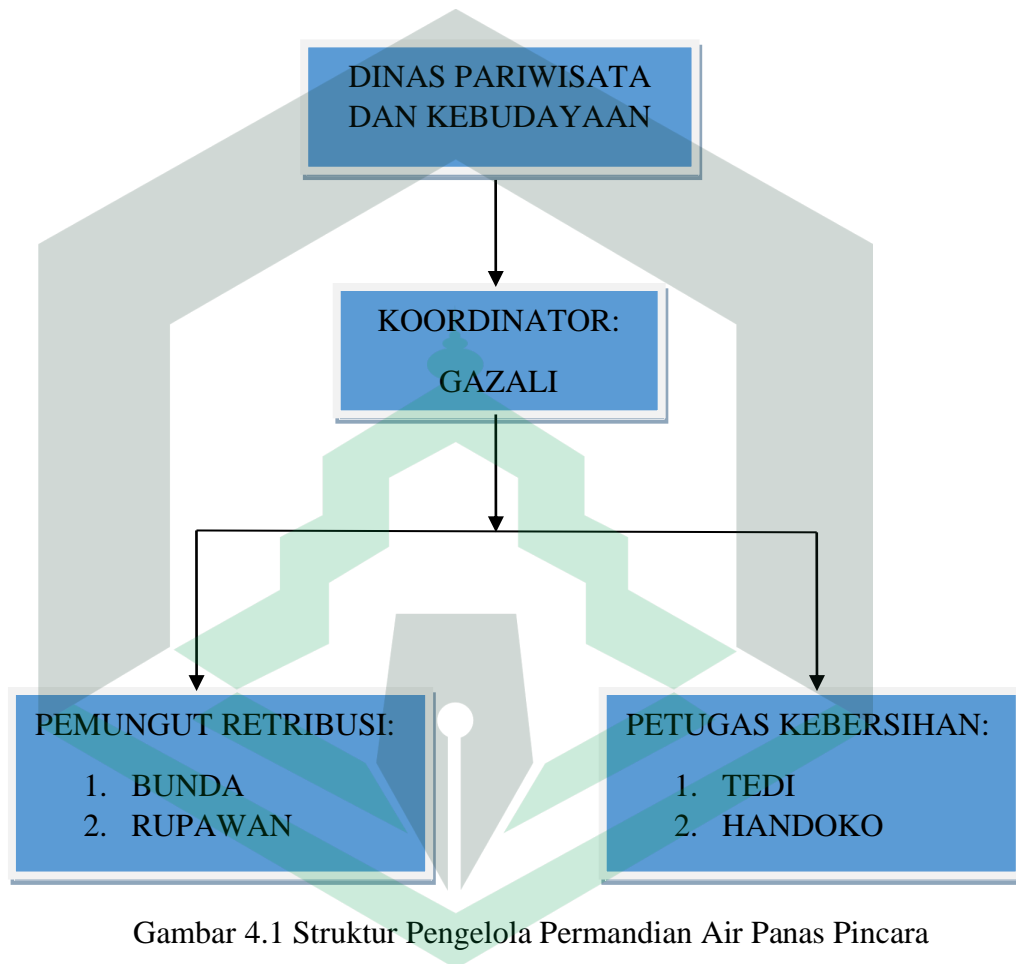 DINAS PARIWISATA
DAN KEBUDAYAAN
KOORDINATOR:
GAZALI
PEMUNGUT RETRIBUSI:
1. BUNDA
2. RUPAWAN
PETUGAS KEBERSIHAN:
1. TEDI
2. HANDOKO
Gambar 4.1 Struktur Pengelola Permandian Air Panas Pincara